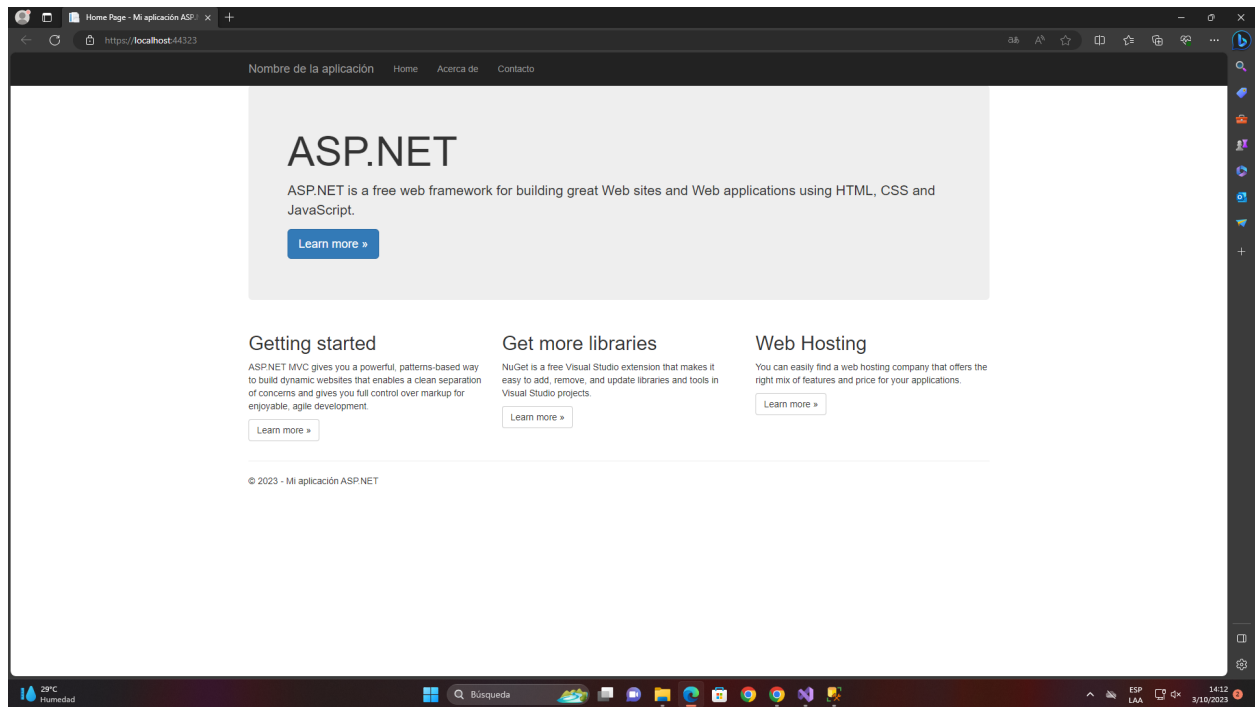 Home Page - Mi aplicación ASP.
https://localhost:44323
Nombre de la aplicación Home Acerca de Contacto
ASP.NET
ASP.NET is a free web framework for building great Web sites and Web applications using HTML, CSS and
JavaScript.
Learn more »
Getting started
ASP.NET MVC gives you a powerful, patterns-based way
to build dynamic websites that enables a clean separation
of concerns and gives you full control over markup for
enjoyable, agile development.
Learn more »
Get more libraries
NuGet is a free Visual Studio extension that makes it
easy to add, remove, and update libraries and tools in
Visual Studio projects.
Learn more »
Web Hosting
You can easily find a web hosting company that offers the
right mix of features and price for your applications.
Learn more »
© 2023 - Mi aplicación ASP.NET
29°C
Humedad
Búsqueda
ESP
LAA
14:12
3/10/2023
2